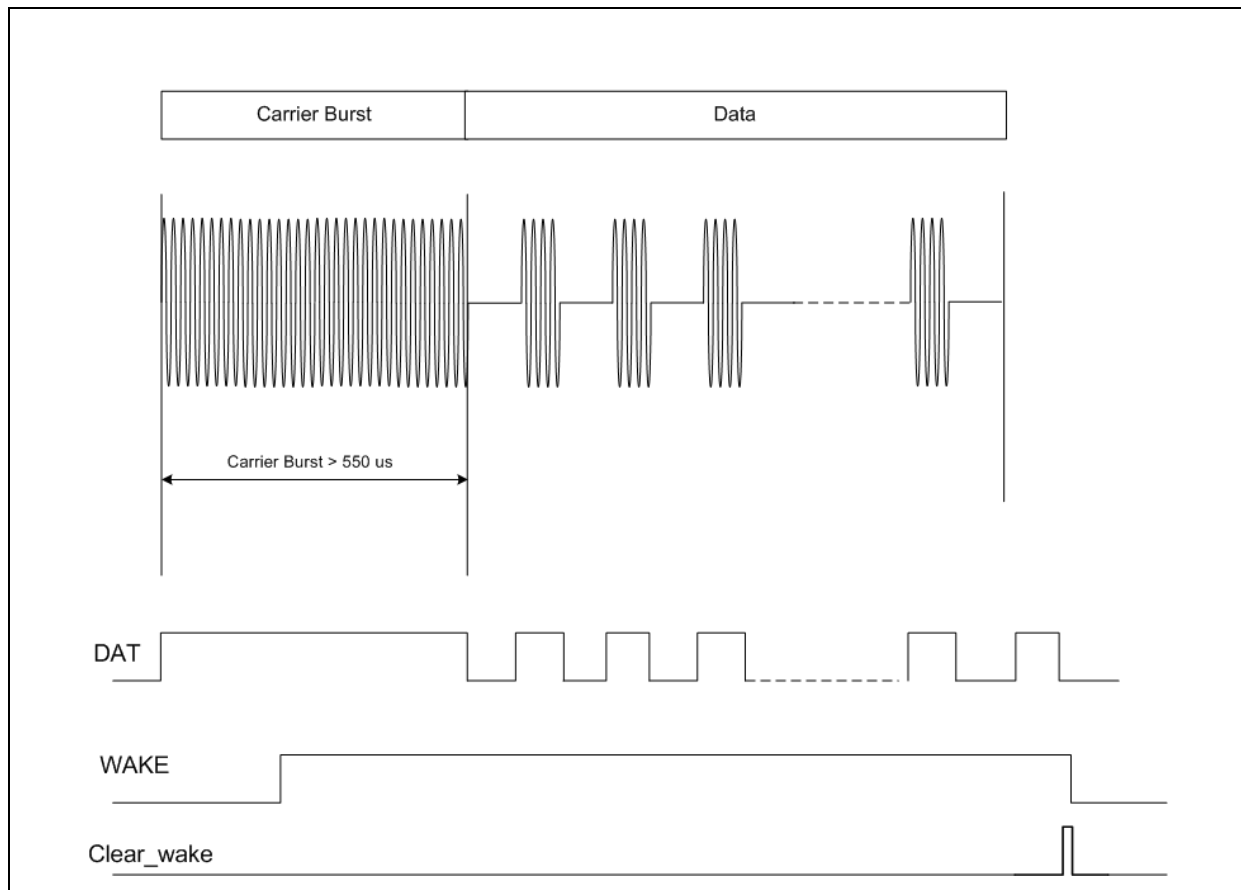 Carrier Burst
Data
Carrier Burst > 550 us
DAT
WAKE
Clear_wake